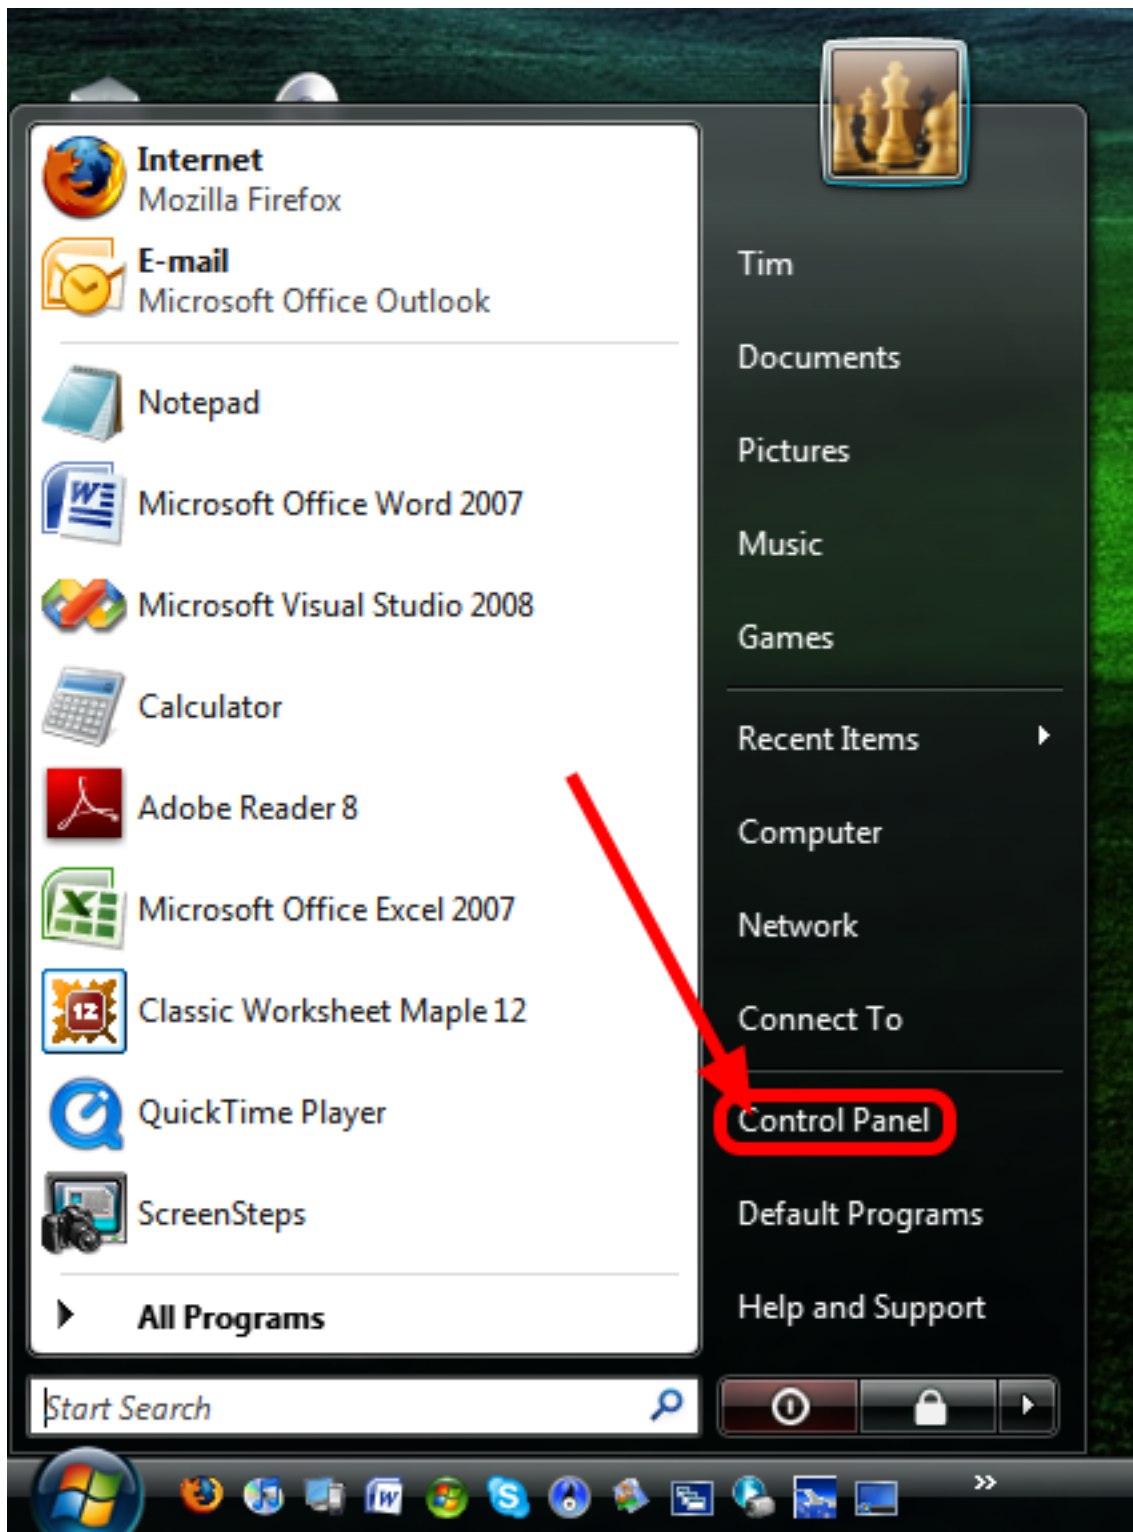 Internet
Mozilla Firefox
E-mail
Microsoft Office Outlook
Notepad
Microsoft Office Word 2007
Microsoft Visual Studio 2008
Calculator
Adobe Reader 8
Microsoft Office Excel 2007
12
Classic Worksheet Maple 12
QuickTime Player
ScreenSteps
All Programs
Start Search
Tim
Documents
Pictures
Music
Games
Recent Items
Computer
Network
Connect To
Control Panel
Default Programs
Help and Support